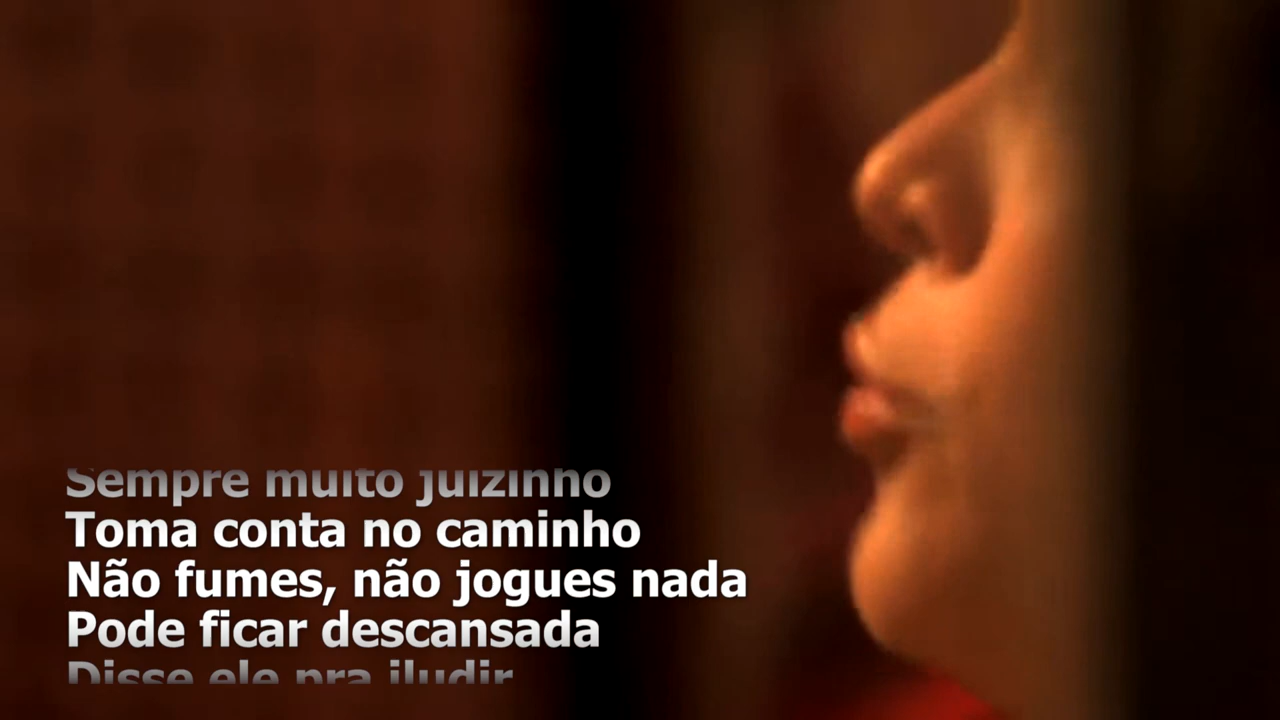 Sempre muito juizinho
Toma conta no caminho
Não fumes, não jogues nada
Pode ficar descansada
Disse ele pra iludir